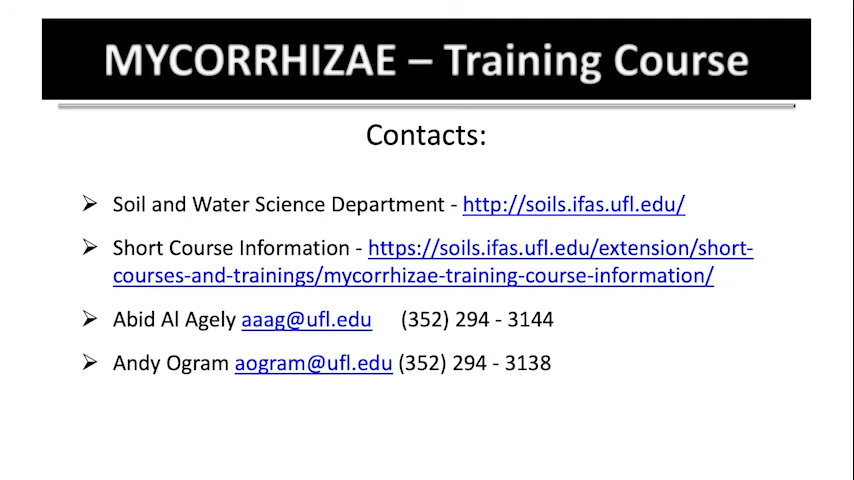 MYCORRHIZAE – Training Course
Contacts:
Soil and Water Science Department - http://soils.ifas.ufl.edu/
Short Course Information - https://soils.ifas.ufl.edu/extension/short-
courses-and-trainings/mycorrhizae-training-course-information/
Abid Al Agely aaag@ufl.edu (352) 294 - 3144
Andy Ogram aogram@ufl.edu (352) 294 - 3138